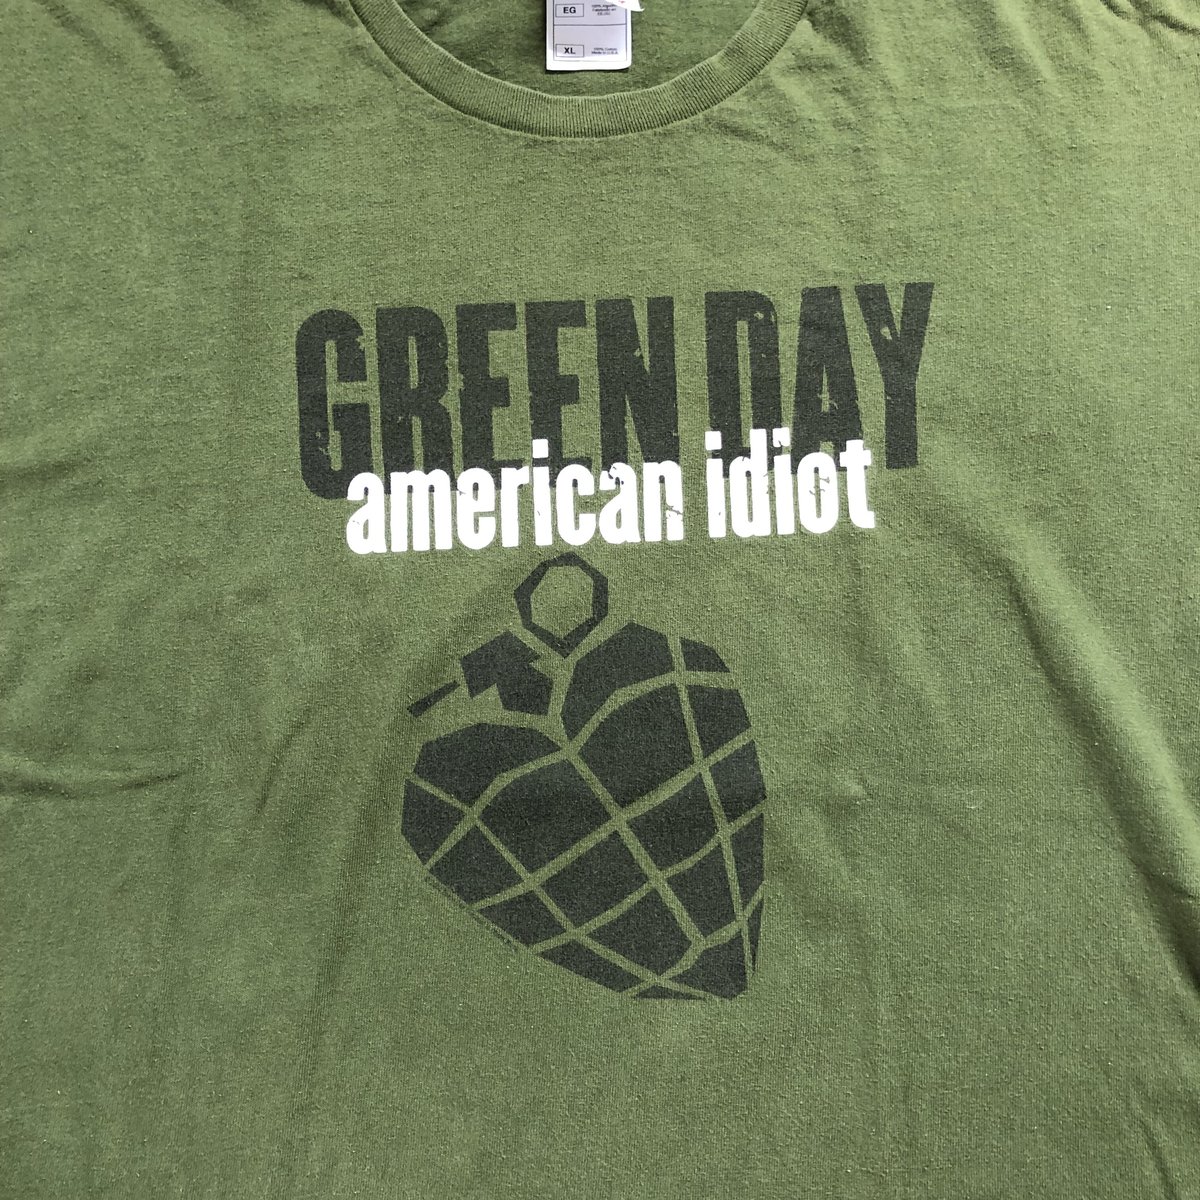 EG
XL
GREEN DAY
american idiot